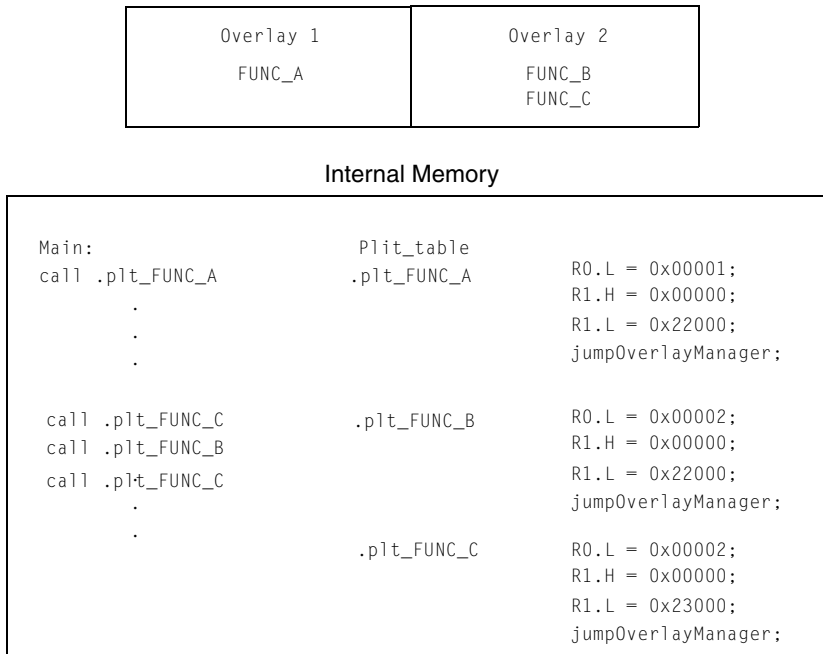 Overlay 1
FUNC_A
Overlay 2
FUNC_B
FUNC_C
Internal Memory
Main:
call .plt_FUNC_A
.
.
.
call .plt_FUNC_C
call .plt_FUNC_B
call .plt_FUNC_C
.
.
Plit_table
.plt_FUNC_A
R0.L = 0x00001;
R1.H = 0x00000;
R1.L = 0x22000;
jumpOverlayManager;
.plt_FUNC_B
R0.L = 0x00002;
R1.H = 0x00000;
R1.L = 0x22000;
jumpOverlayManager;
.plt_FUNC_C
R0.L = 0x00002;
R1.H = 0x00000;
R1.L = 0x23000;
jumpOverlayManager;